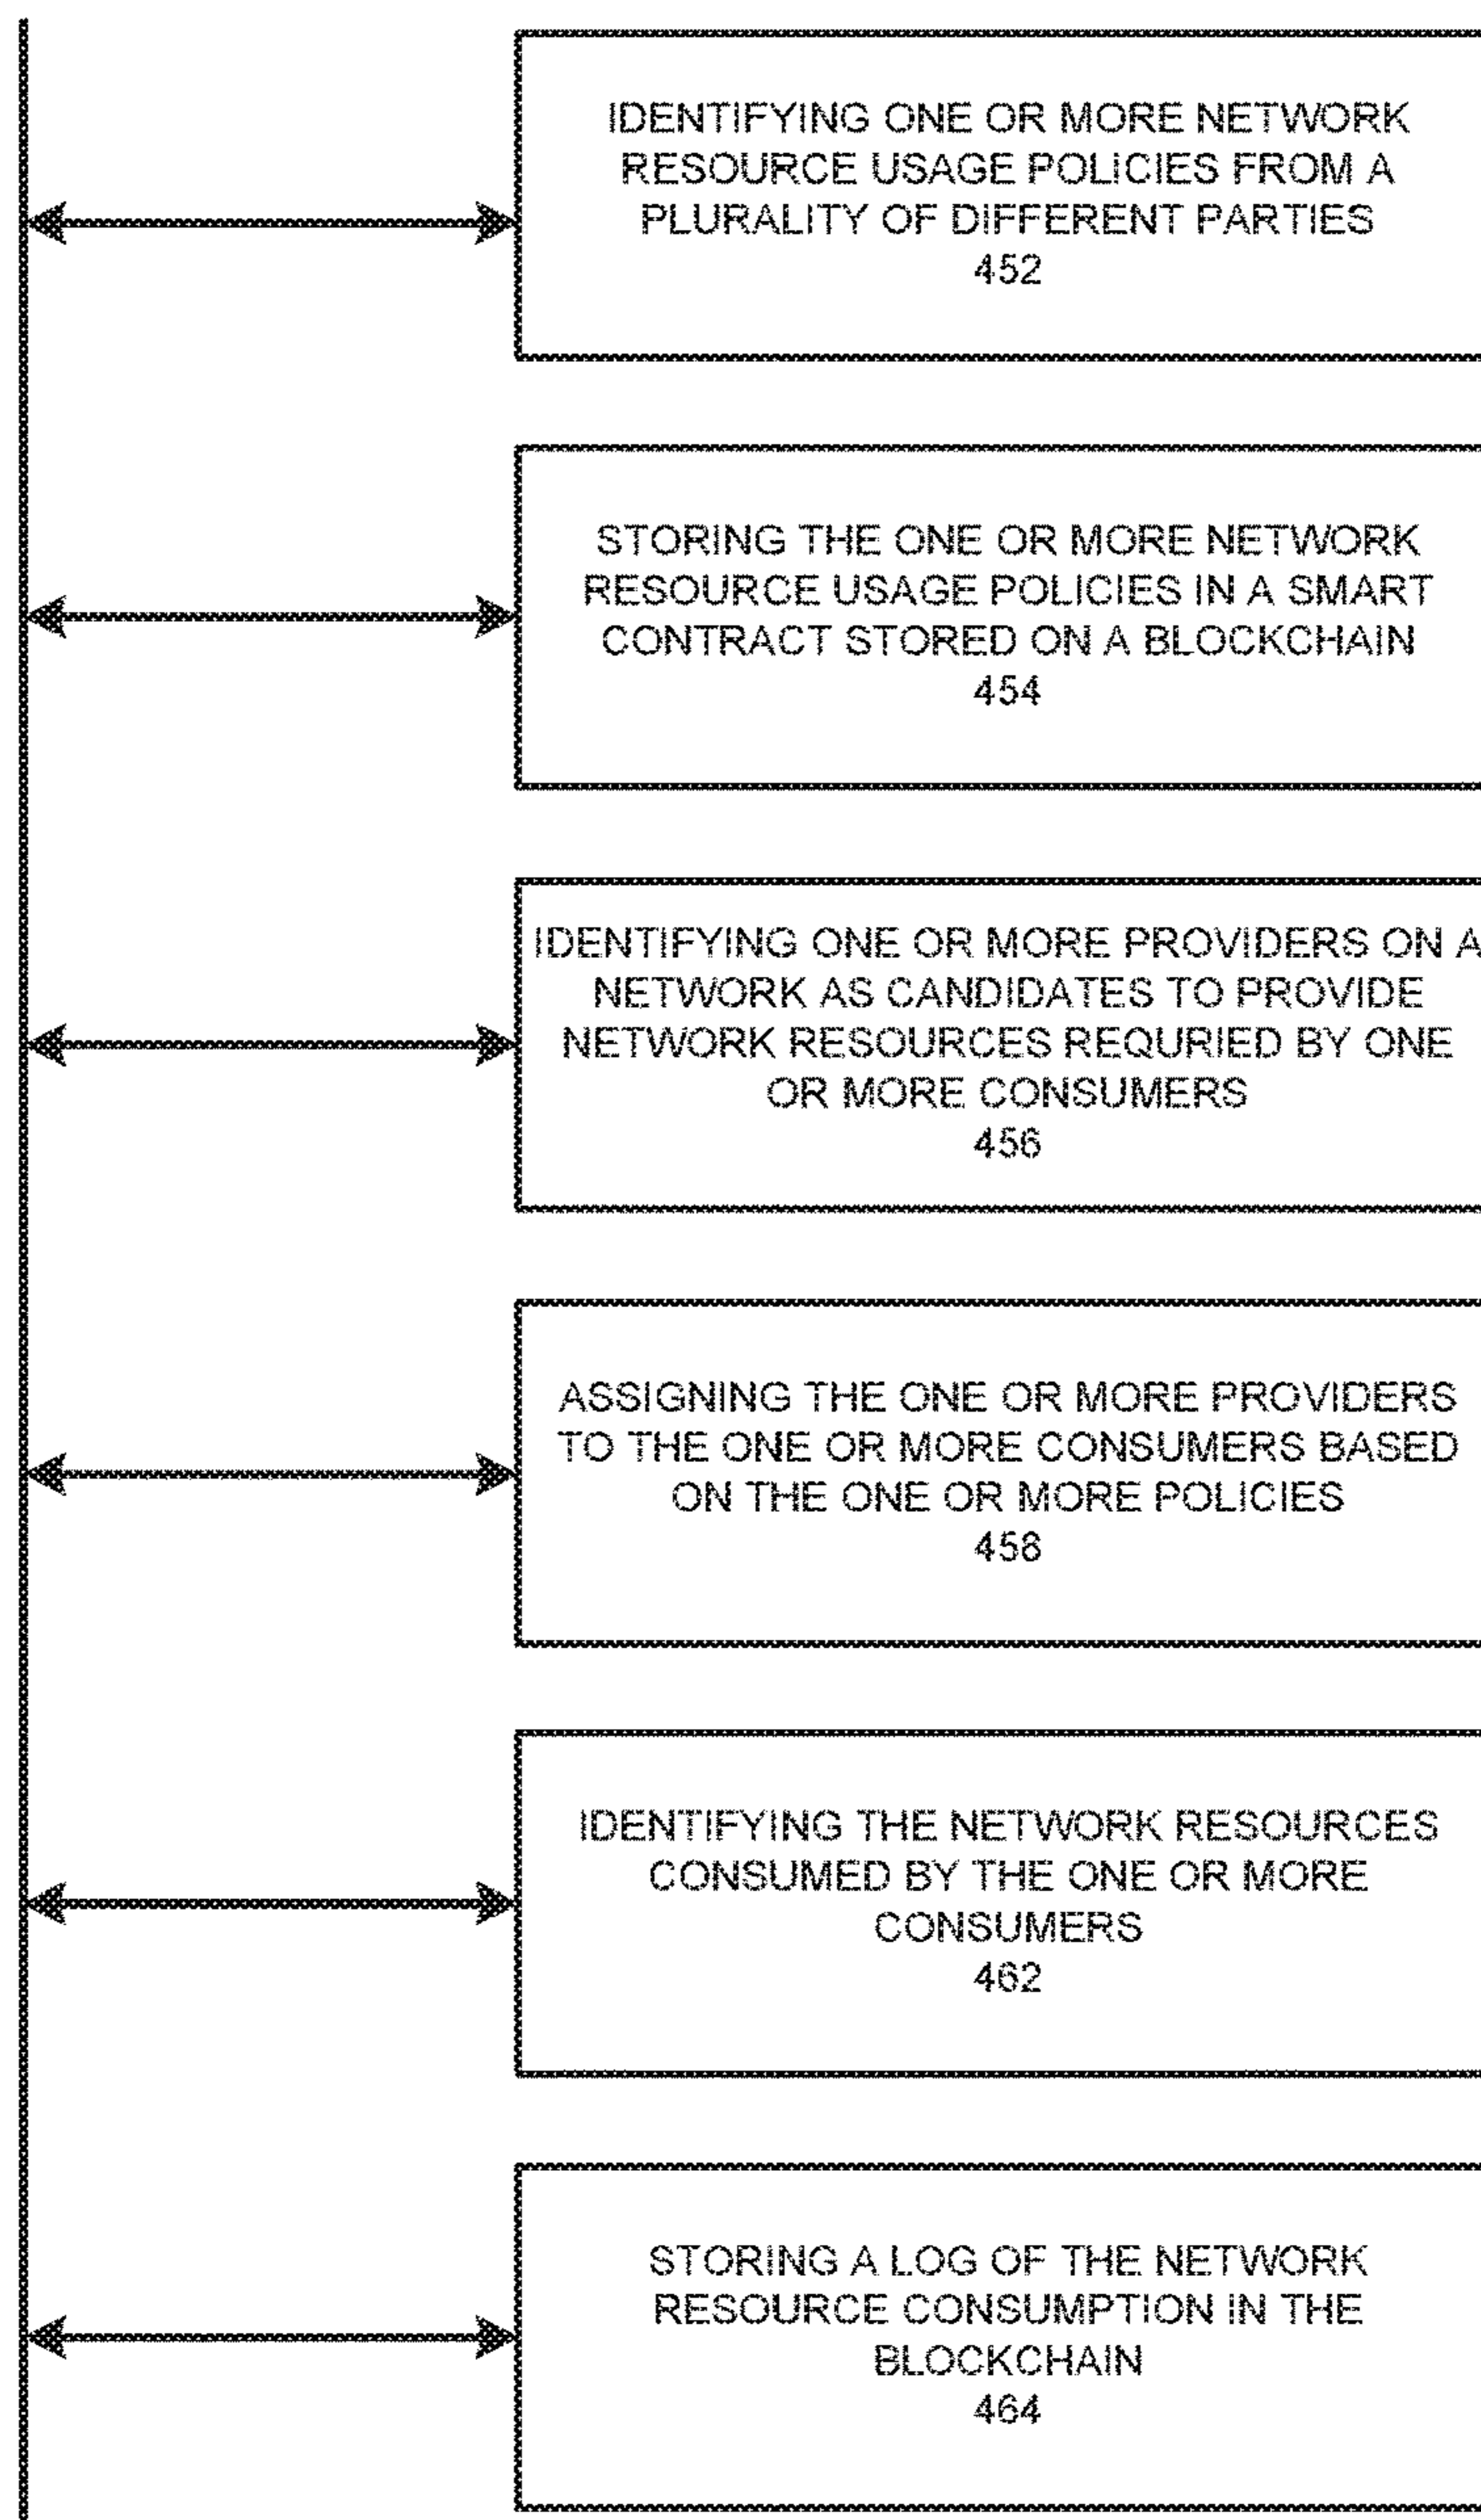 IDENTIFYING ONE OR MORE NETWORK
RESOURCE USAGE POLICIES FROM A
PLURALITY OF DIFFERENT PARTIES
452
STORING THE ONE OR MORE NETWORK
RESOURCE USAGE POLICIES IN A SMART
CONTRACT STORED ON A BLOCKCHAIN
454
IDENTIFYING ONE OR MORE PROVIDERS ON A
NETWORK AS CANDIDATES TO PROVIDE
NETWORK RESOURCES REQURIED BY ONE
OR MORE CONSUMERS
456
ASSIGNING THE ONE OR MORE PROVIDERS
TO THE ONE OR MORE CONSUMERS BASED
ON THE ONE OR MORE POLICIES
458
IDENTIFYING THE NETWORK RESOURCES
CONSUMED BY THE ONE OR MORE
CONSUMERS
462
STORING A LOG OF THE NETWORK
RESOURCE CONSUMPTION IN THE
BLOCKCHAIN
464